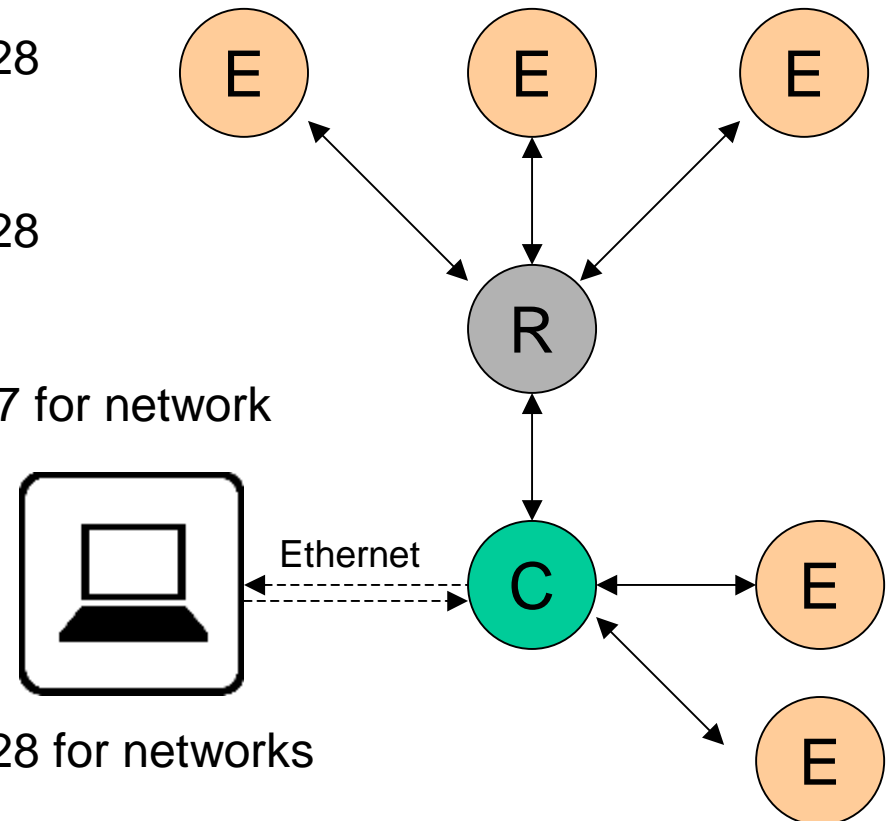 28
E E E
28
R
7 for network
Ethernet
C E
28 for networks
E